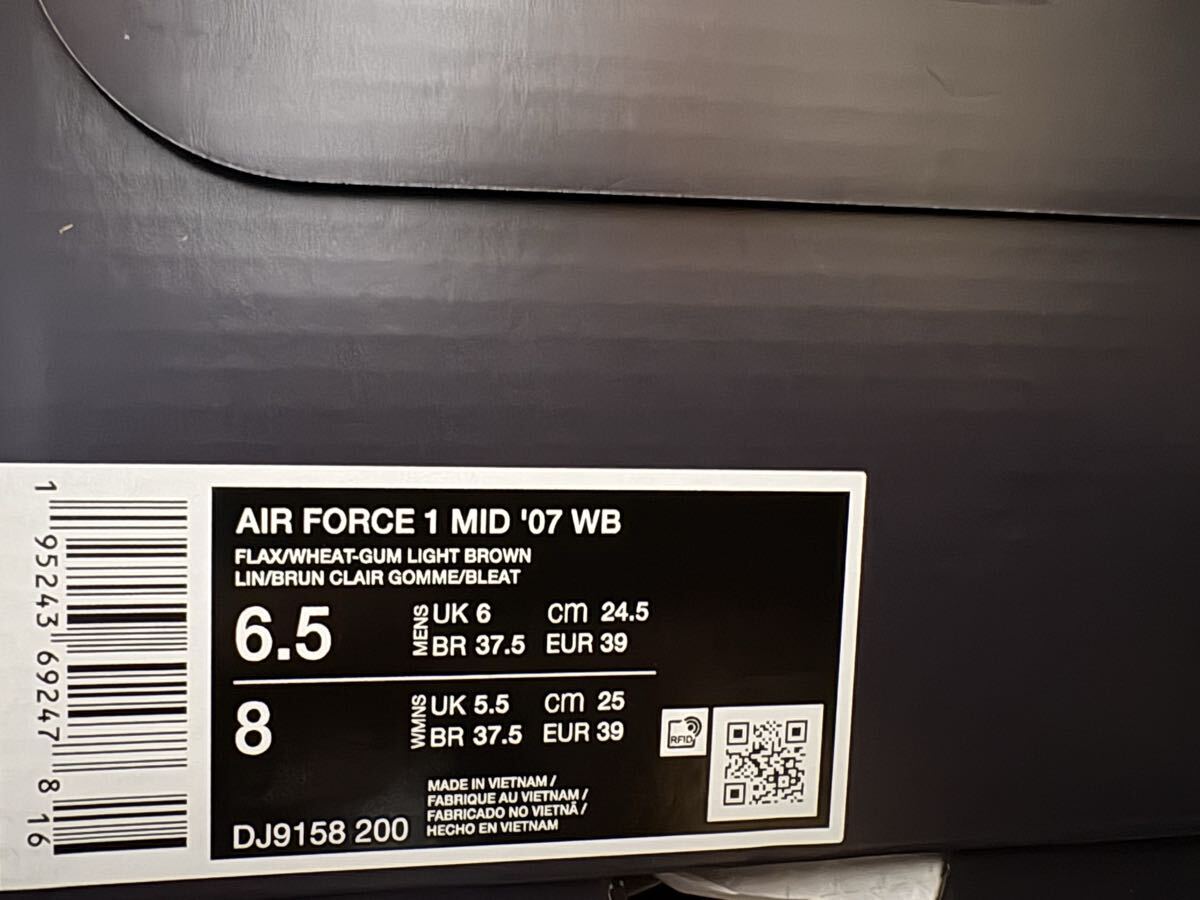 AIR FORCE 1 MID '07 WB
FLAX/WHEAT-GUM LIGHT BROWN
LIN/BRUN CLAIR GOMME/BLEAT
6.5 MENS UK 6 cm 24.5
BR 37.5 EUR 39
8 WMNS UK 5.5 cm 25
BR 37.5 EUR 39
MADE IN VIETNAM /
FABRIQUE AU VIETNAM /
FABRICADO NO VIETNÃ /
HECHO EN VIETNAM
DJ9158 200
RFID
1 95243 69247 8 16